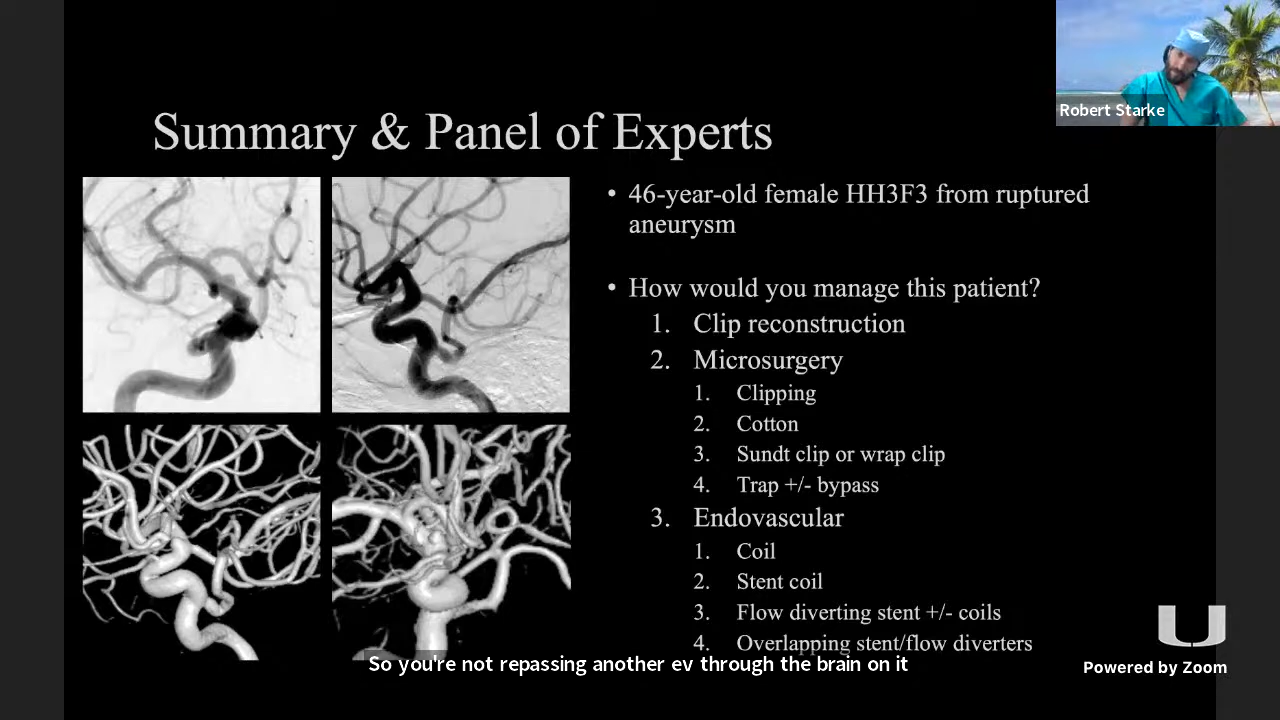 Robert Starke
Summary & Panel of Experts
• 46-year-old female HH3F3 from ruptured
aneurysm
• How would you manage this patient?
1. Clip reconstruction
2. Microsurgery
1. Clipping
2. Cotton
3. Sundt clip or wrap clip
4. Trap +/- bypass
3. Endovascular
1. Coil
2. Stent coil
3. Flow diverting stent +/- coils
4. Overlapping stent/flow diverters
So you're not repassing another ev through the brain on it
U
Powered by Zoom